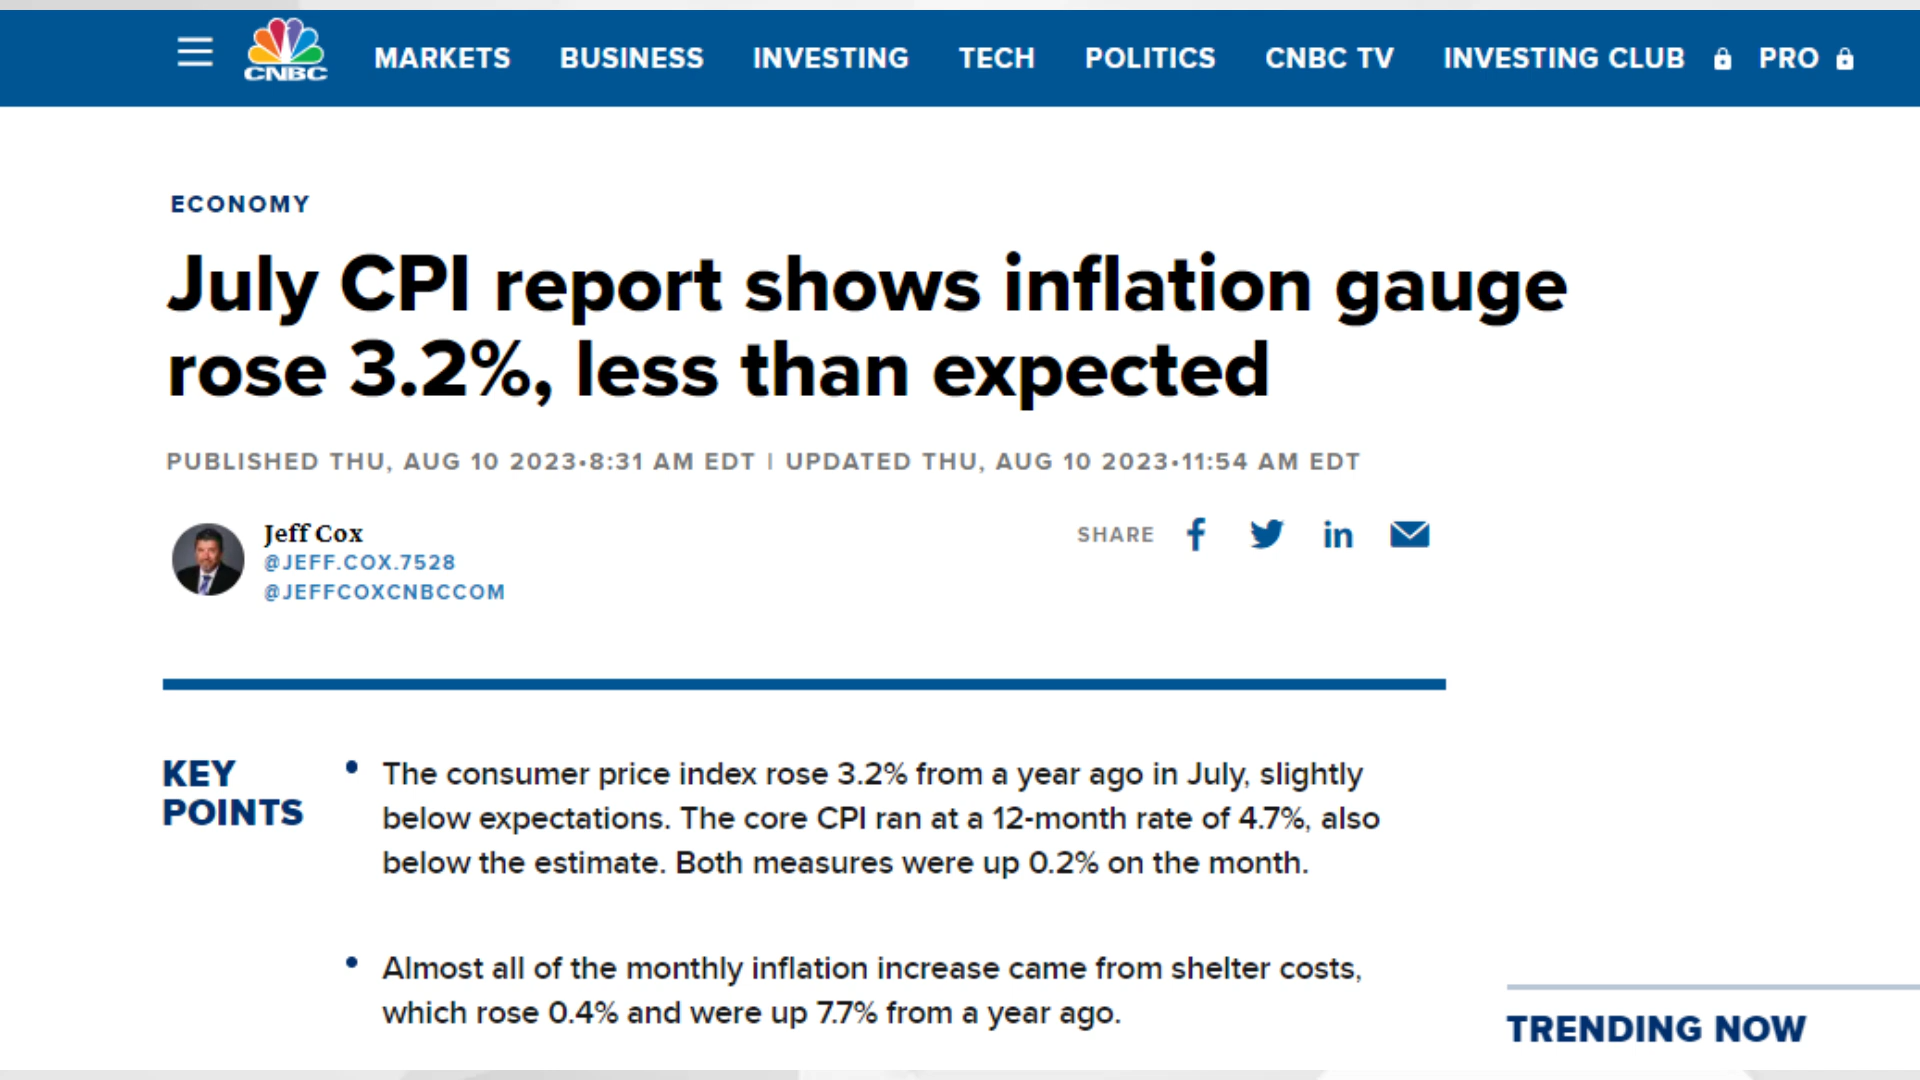 CNBC
MARKETS BUSINESS INVESTING TECH POLITICS CNBC TV INVESTING CLUB PRO
ECONOMY
July CPI report shows inflation gauge
rose 3.2%, less than expected
PUBLISHED THU, AUG 10 2023•8:31 AM EDT | UPDATED THU, AUG 10 2023•11:54 AM EDT
Jeff Cox
@JEFF.COX.7528
@JEFFCOXCNBCCOM
SHARE
KEY
POINTS
• The consumer price index rose 3.2% from a year ago in July, slightly
below expectations. The core CPI ran at a 12-month rate of 4.7%, also
below the estimate. Both measures were up 0.2% on the month.
• Almost all of the monthly inflation increase came from shelter costs,
which rose 0.4% and were up 7.7% from a year ago.
TRENDING NOW